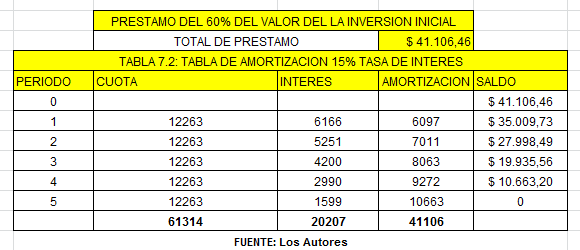 PRESTAMO DEL 60% DEL VALOR DEL LA INVERSION INICIAL
TOTAL DE PRESTAMO $ 41.106,46
TABLA 7.2: TABLA DE AMORTIZACION 15% TASA DE INTERES
PERIODO CUOTA INTERES AMORTIZACION SALDO
0 $ 41.106,46
1 12263 6166 6097 $ 35.009,73
2 12263 5251 7011 $ 27.998,49
3 12263 4200 8063 $ 19.935,56
4 12263 2990 9272 $ 10.663,20
5 12263 1599 10663 0
61314 20207 41106
FUENTE: Los Autores